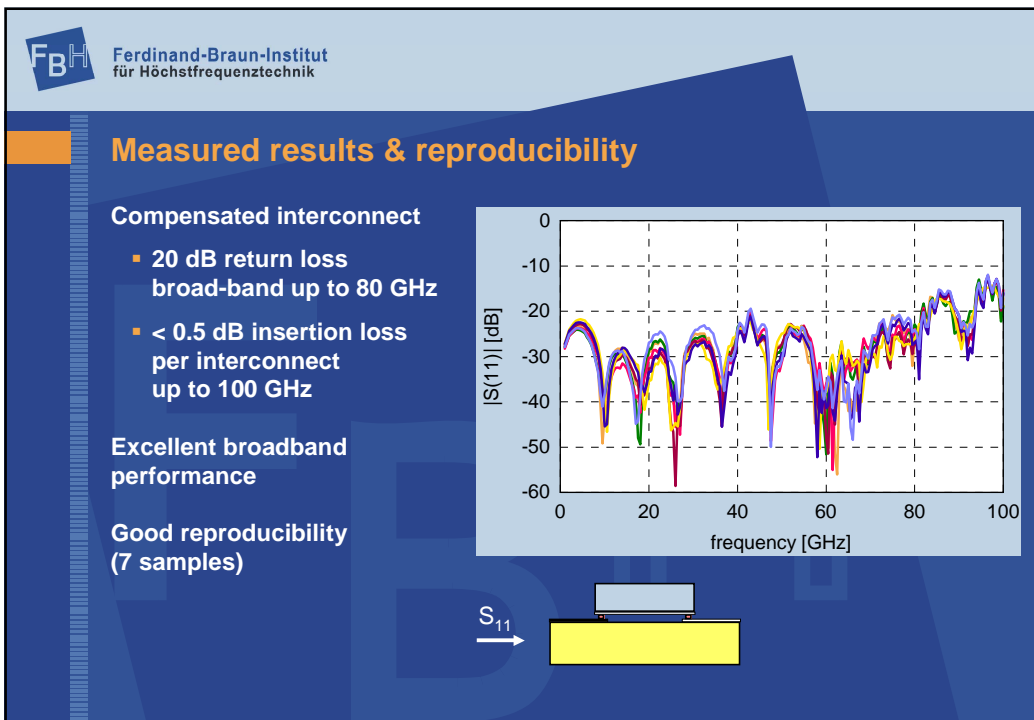 FBH
Ferdinand-Braun-Institut
für Höchstfrequenztechnik
Measured results & reproducibility
Compensated interconnect
▪ 20 dB return loss
broad-band up to 80 GHz
▪ < 0.5 dB insertion loss
per interconnect
up to 100 GHz
Excellent broadband
performance
Good reproducibility
(7 samples)
|S(11)| [dB]
0
-10
-20
-30
-40
-50
-60
0 20 40 60 80 100
frequency [GHz]
S11